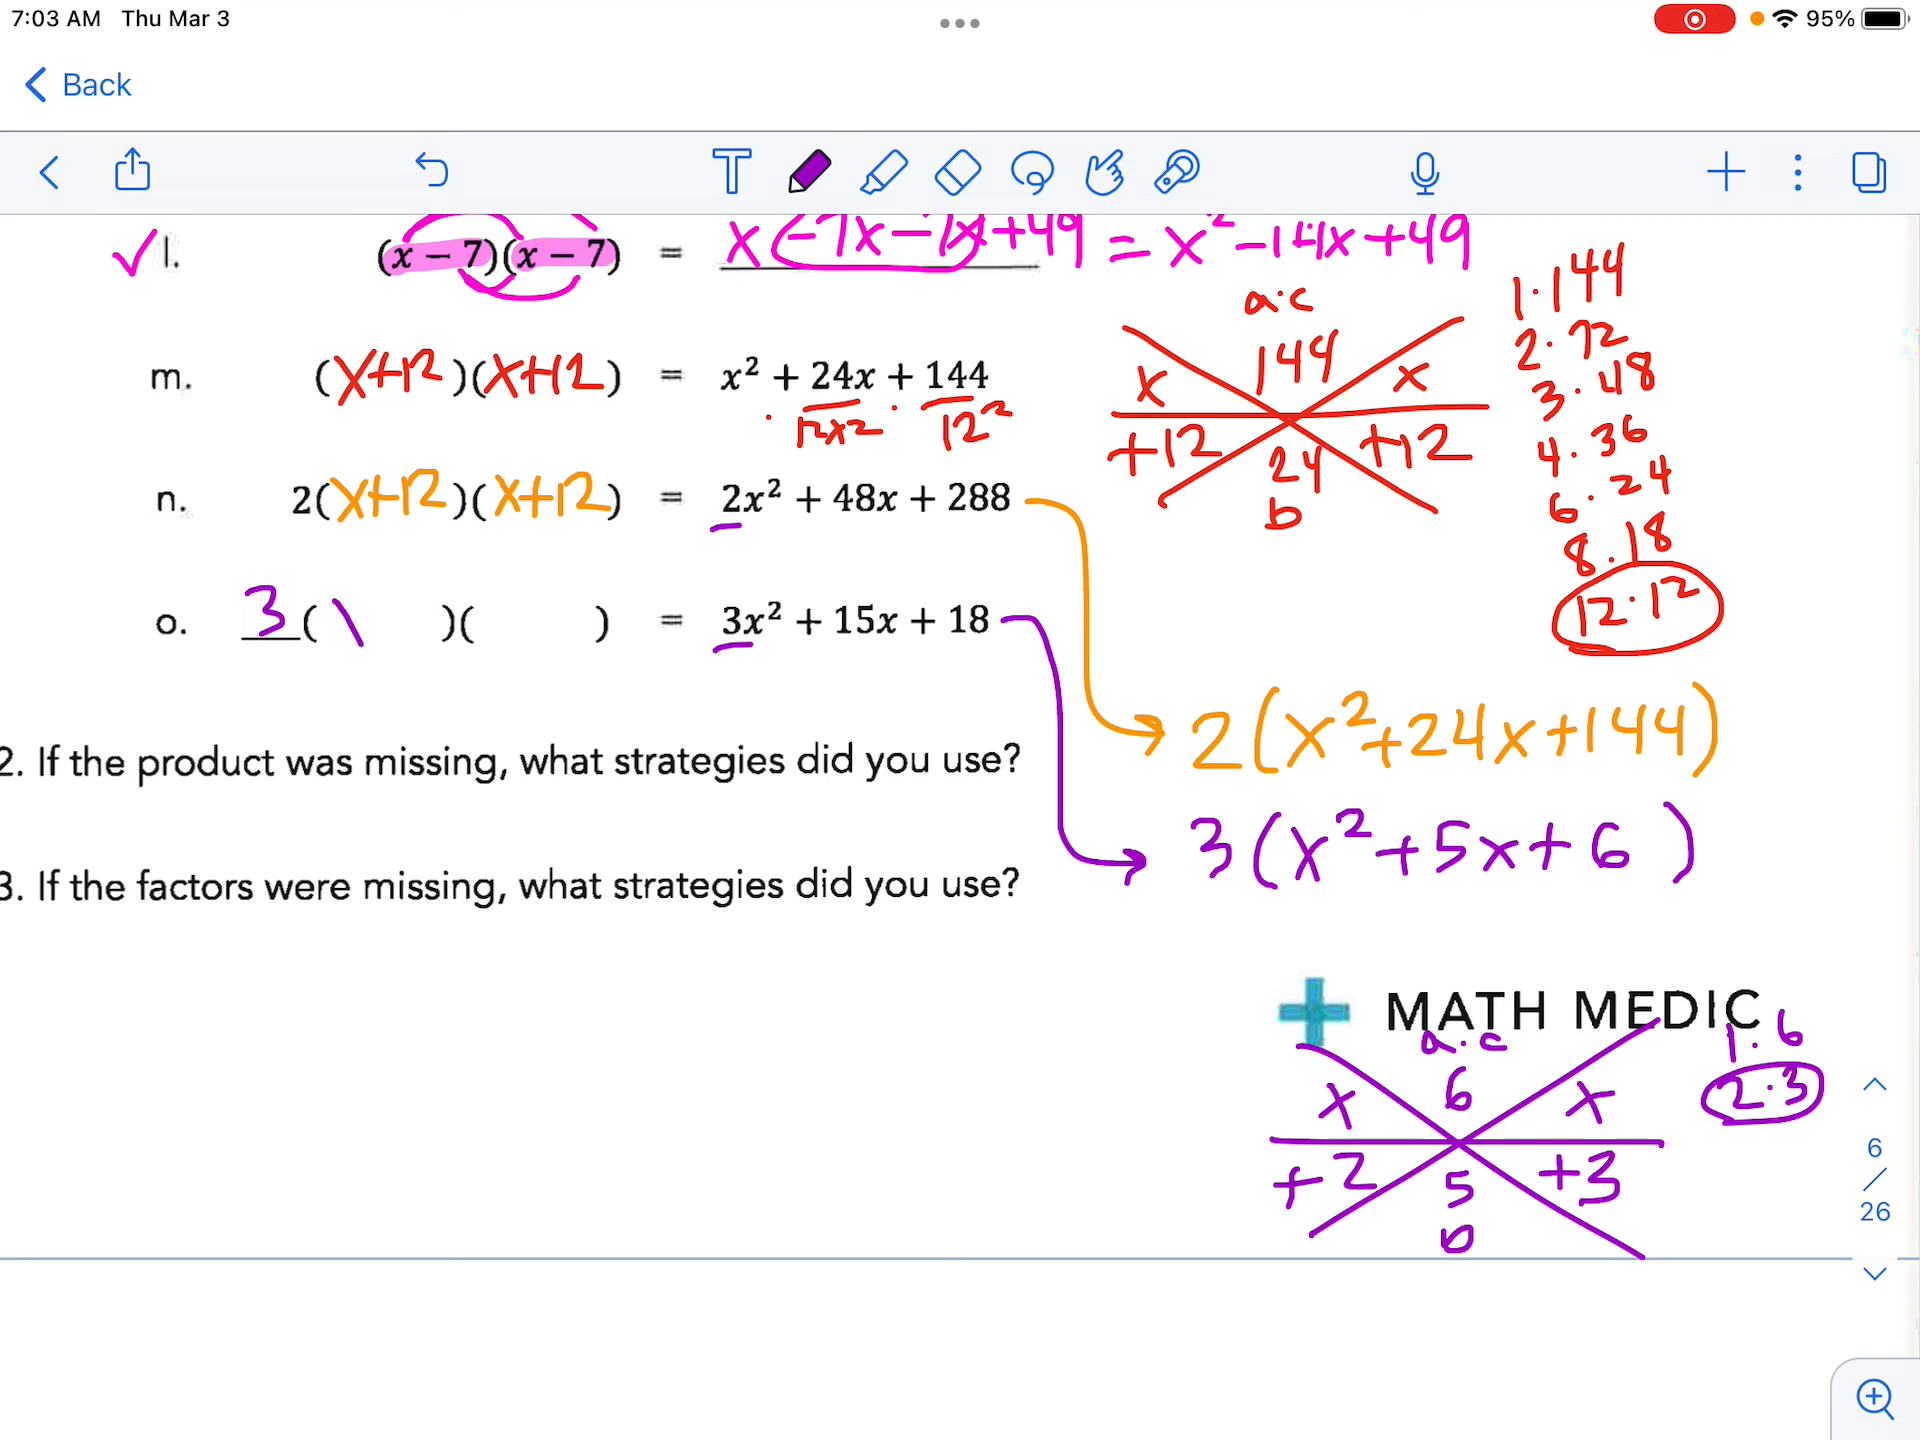 7:03 AM Thu Mar 3
95%
Back
l. (x − 7)(x − 7) = x (−7x −7x)+49 = x² −14x +49
a·c
1·144
2·72
3·48
4·36
6·24
8·18
12·12
144
x x
+12 +12
24
b
m. (x+12)(x+12) = x² + 24x + 144
12x2 12²
n. 2(x+12)(x+12) = 2x² + 48x + 288
o. 3( \ )( ) = 3x² + 15x + 18
2(x²+24x+144)
2. If the product was missing, what strategies did you use?
3(x²+5x+6 )
3. If the factors were missing, what strategies did you use?
MATH MEDIC
a·c
1·6
2·3
6
x x
+2 5 +3
b
6
/
26